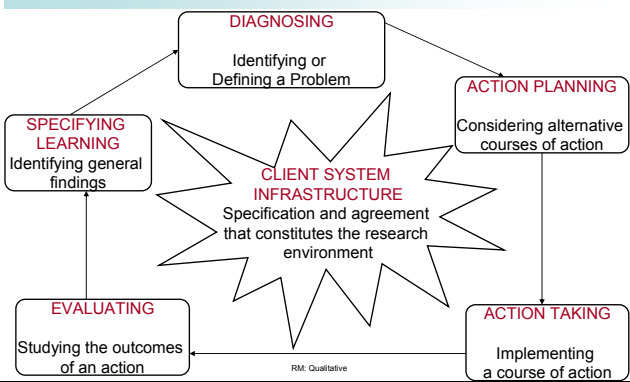 DIAGNOSING
Identifying or
Defining a Problem
ACTION PLANNING
Considering alternative
courses of action
SPECIFYING
LEARNING
Identifying general
findings
CLIENT SYSTEM
INFRASTRUCTURE
Specification and agreement
that constitutes the research
environment
EVALUATING
Studying the outcomes
of an action
ACTION TAKING
Implementing
a course of action
RM: Qualitative